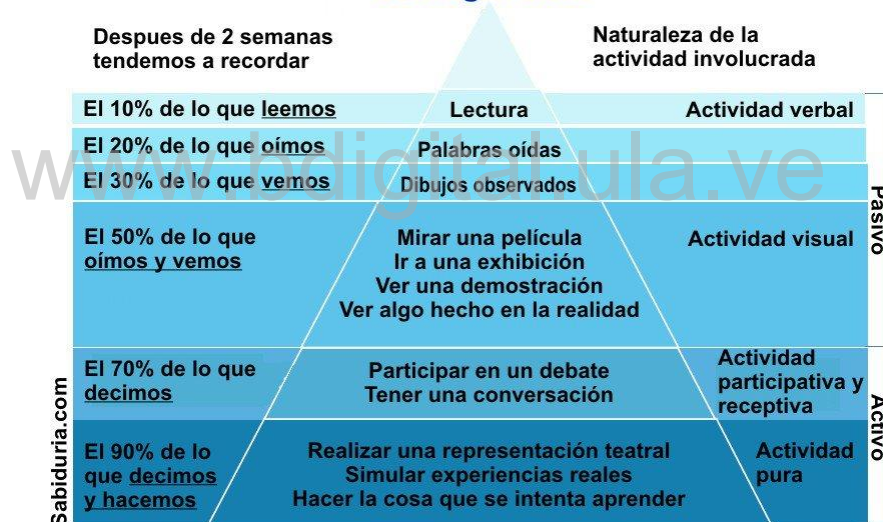 Despues de 2 semanas
tendemos a recordar
Naturaleza de la
actividad involucrada
El 10% de lo que leemos
Lectura
Actividad verbal
El 20% de lo que oímos
Palabras oídas
El 30% de lo que vemos
Dibujos observados
www.bdigital.ula.ve
El 50% de lo que
oímos y vemos
Mirar una película
Ir a una exhibición
Ver una demostración
Ver algo hecho en la realidad
Actividad visual
Pasivo
El 70% de lo que
decimos
Participar en un debate
Tener una conversación
Actividad
participativa y
receptiva
El 90% de lo
que decimos
y hacemos
Realizar una representación teatral
Simular experiencias reales
Hacer la cosa que se intenta aprender
Actividad
pura
Activo
Sabiduria.com